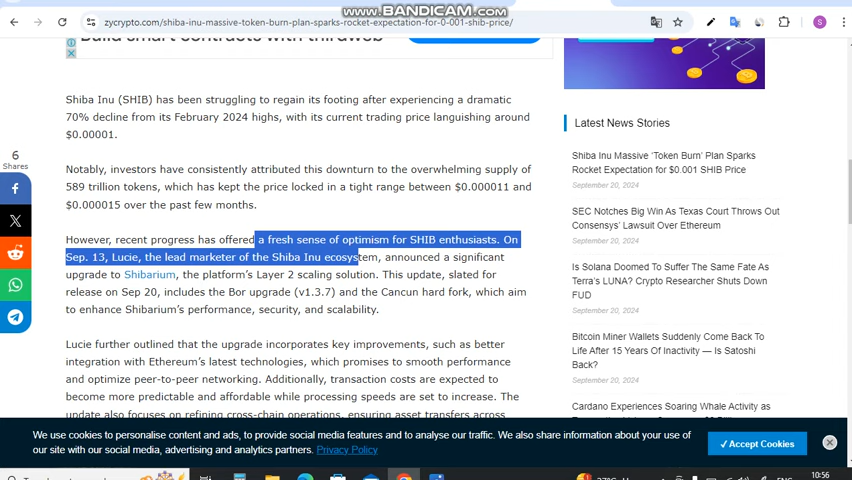 www.BANDICAM.com
zycrypto.com/shiba-inu-massive-token-burn-plan-sparks-rocket-expectation-for-0-001-shib-price/
S
Build smart contracts with thirdweb
Shiba Inu (SHIB) has been struggling to regain its footing after experiencing a dramatic
70% decline from its February 2024 highs, with its current trading price languishing around
$0.00001.
6
Shares
Notably, investors have consistently attributed this downturn to the overwhelming supply of
589 trillion tokens, which has kept the price locked in a tight range between $0.000011 and
$0.000015 over the past few months.
However, recent progress has offered a fresh sense of optimism for SHIB enthusiasts. On
Sep. 13, Lucie, the lead marketer of the Shiba Inu ecosystem, announced a significant
upgrade to Shibarium, the platform's Layer 2 scaling solution. This update, slated for
release on Sep 20, includes the Bor upgrade (v1.3.7) and the Cancun hard fork, which aim
to enhance Shibarium's performance, security, and scalability.
Lucie further outlined that the upgrade incorporates key improvements, such as better
integration with Ethereum's latest technologies, which promises to smooth performance
and optimize peer-to-peer networking. Additionally, transaction costs are expected to
become more predictable and affordable while processing speeds are set to increase. The
update also focuses on refining cross-chain operations, ensuring asset transfers across
Latest News Stories
Shiba Inu Massive 'Token Burn' Plan Sparks
Rocket Expectation for $0.001 SHIB Price
September 20, 2024
SEC Notches Big Win As Texas Court Throws Out
Consensys' Lawsuit Over Ethereum
September 20, 2024
Is Solana Doomed To Suffer The Same Fate As
Terra's LUNA? Crypto Researcher Shuts Down
FUD
September 20, 2024
Bitcoin Miner Wallets Suddenly Come Back To
Life After 15 Years Of Inactivity — Is Satoshi
Back?
September 20, 2024
Cardano Experiences Soaring Whale Activity as
We use cookies to personalise content and ads, to provide social media features and to analyse our traffic. We also share information about your use of
our site with our social media, advertising and analytics partners. Privacy Policy
✓Accept Cookies
10:56